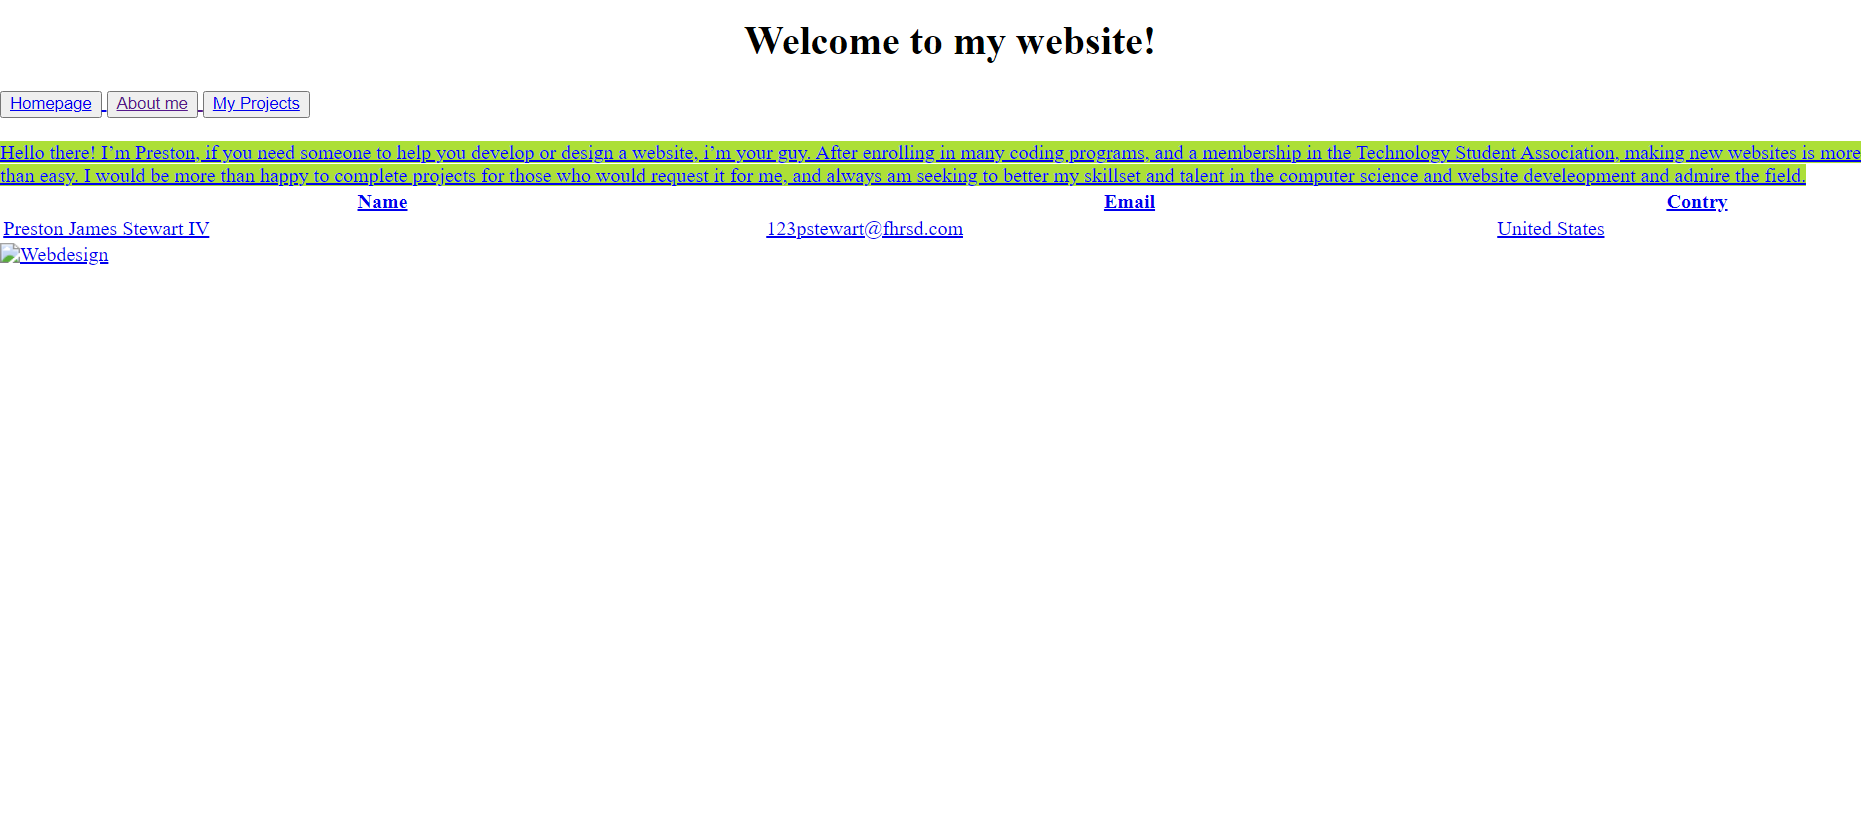 Welcome to my website!
Homepage About me My Projects
Hello there! I’m Preston, if you need someone to help you develop or design a website, i’m your guy. After enrolling in many coding programs, and a membership in the Technology Student Association, making new websites is more
than easy. I would be more than happy to complete projects for those who would request it for me, and always am seeking to better my skillset and talent in the computer science and website develeopment and admire the field.
Name Email Contry
Preston James Stewart IV 123pstewart@fhrsd.com United States
Webdesign